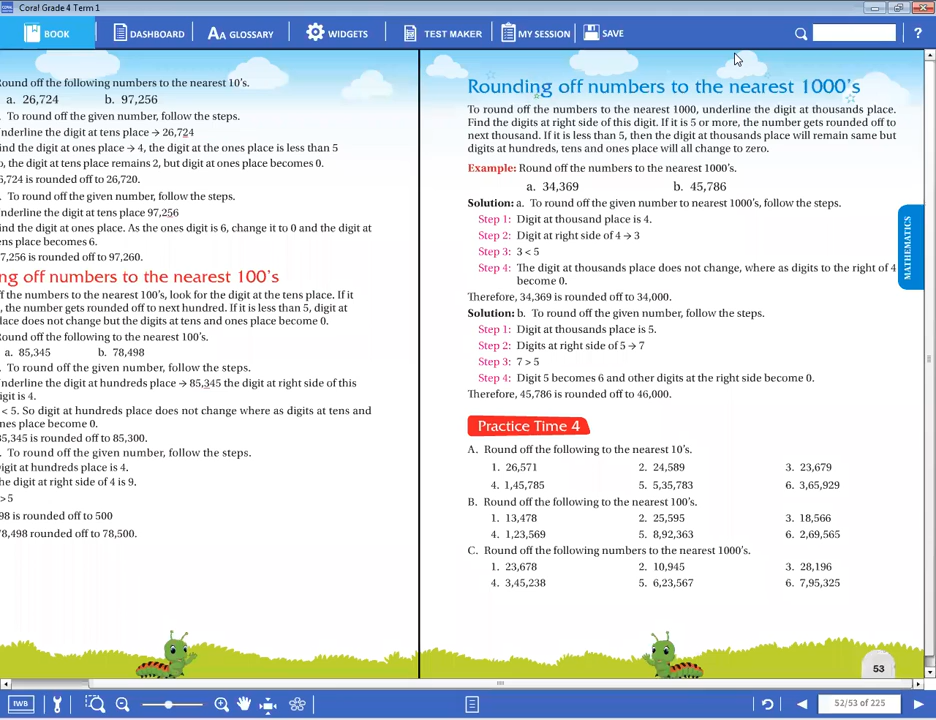 Coral Grade 4 Term 1
BOOK
DASHBOARD
AA GLOSSARY
WIDGETS
TEST MAKER
MY SESSION
SAVE
?
ound off the following numbers to the nearest 10's.
a. 26,724 b. 97,256
. To round off the given number, follow the steps.
nderline the digit at tens place → 26,724
ind the digit at ones place → 4, the digit at the ones place is less than 5
o, the digit at tens place remains 2, but digit at ones place becomes 0.
6,724 is rounded off to 26,720.
. To round off the given number, follow the steps.
nderline the digit at tens place 97,256
ind the digit at ones place. As the ones digit is 6, change it to 0 and the digit at
ens place becomes 6.
7,256 is rounded off to 97,260.
ng off numbers to the nearest 100's
ff the numbers to the nearest 100's, look for the digit at the tens place. If it
, the number gets rounded off to next hundred. If it is less than 5, digit at
lace does not change but the digits at tens and ones place become 0.
ound off the following to the nearest 100's.
a. 85,345 b. 78,498
. To round off the given number, follow the steps.
nderline the digit at hundreds place → 85,345 the digit at right side of this
igit is 4.
< 5. So digit at hundreds place does not change where as digits at tens and
nes place become 0.
85,345 is rounded off to 85,300.
. To round off the given number, follow the steps.
igit at hundreds place is 4.
he digit at right side of 4 is 9.
> 5
98 is rounded off to 500
78,498 rounded off to 78,500.
Rounding off numbers to the nearest 1000's
To round off the numbers to the nearest 1000, underline the digit at thousands place.
Find the digits at right side of this digit. If it is 5 or more, the number gets rounded off to
next thousand. If it is less than 5, then the digit at thousands place will remain same but
digits at hundreds, tens and ones place will all change to zero.
Example: Round off the numbers to the nearest 1000's.
a. 34,369 b. 45,786
Solution: a. To round off the given number to nearest 1000's, follow the steps.
Step 1: Digit at thousand place is 4.
Step 2: Digit at right side of 4 → 3
Step 3: 3 < 5
Step 4: The digit at thousands place does not change, where as digits to the right of 4
become 0.
Therefore, 34,369 is rounded off to 34,000.
Solution: b. To round off the given number, follow the steps.
Step 1: Digit at thousands place is 5.
Step 2: Digits at right side of 5 → 7
Step 3: 7 > 5
Step 4: Digit 5 becomes 6 and other digits at the right side become 0.
Therefore, 45,786 is rounded off to 46,000.
Practice Time 4
A. Round off the following to the nearest 10's.
1. 26,571 2. 24,589 3. 23,679
4. 1,45,785 5. 5,35,783 6. 3,65,929
B. Round off the following to the nearest 100's.
1. 13,478 2. 25,595 3. 18,566
4. 1,23,569 5. 8,92,363 6. 2,69,565
C. Round off the following numbers to the nearest 1000's.
1. 23,678 2. 10,945 3. 28,196
4. 3,45,238 5. 6,23,567 6. 7,95,325
MATHEMATICS
53
IWB
52/53 of 225